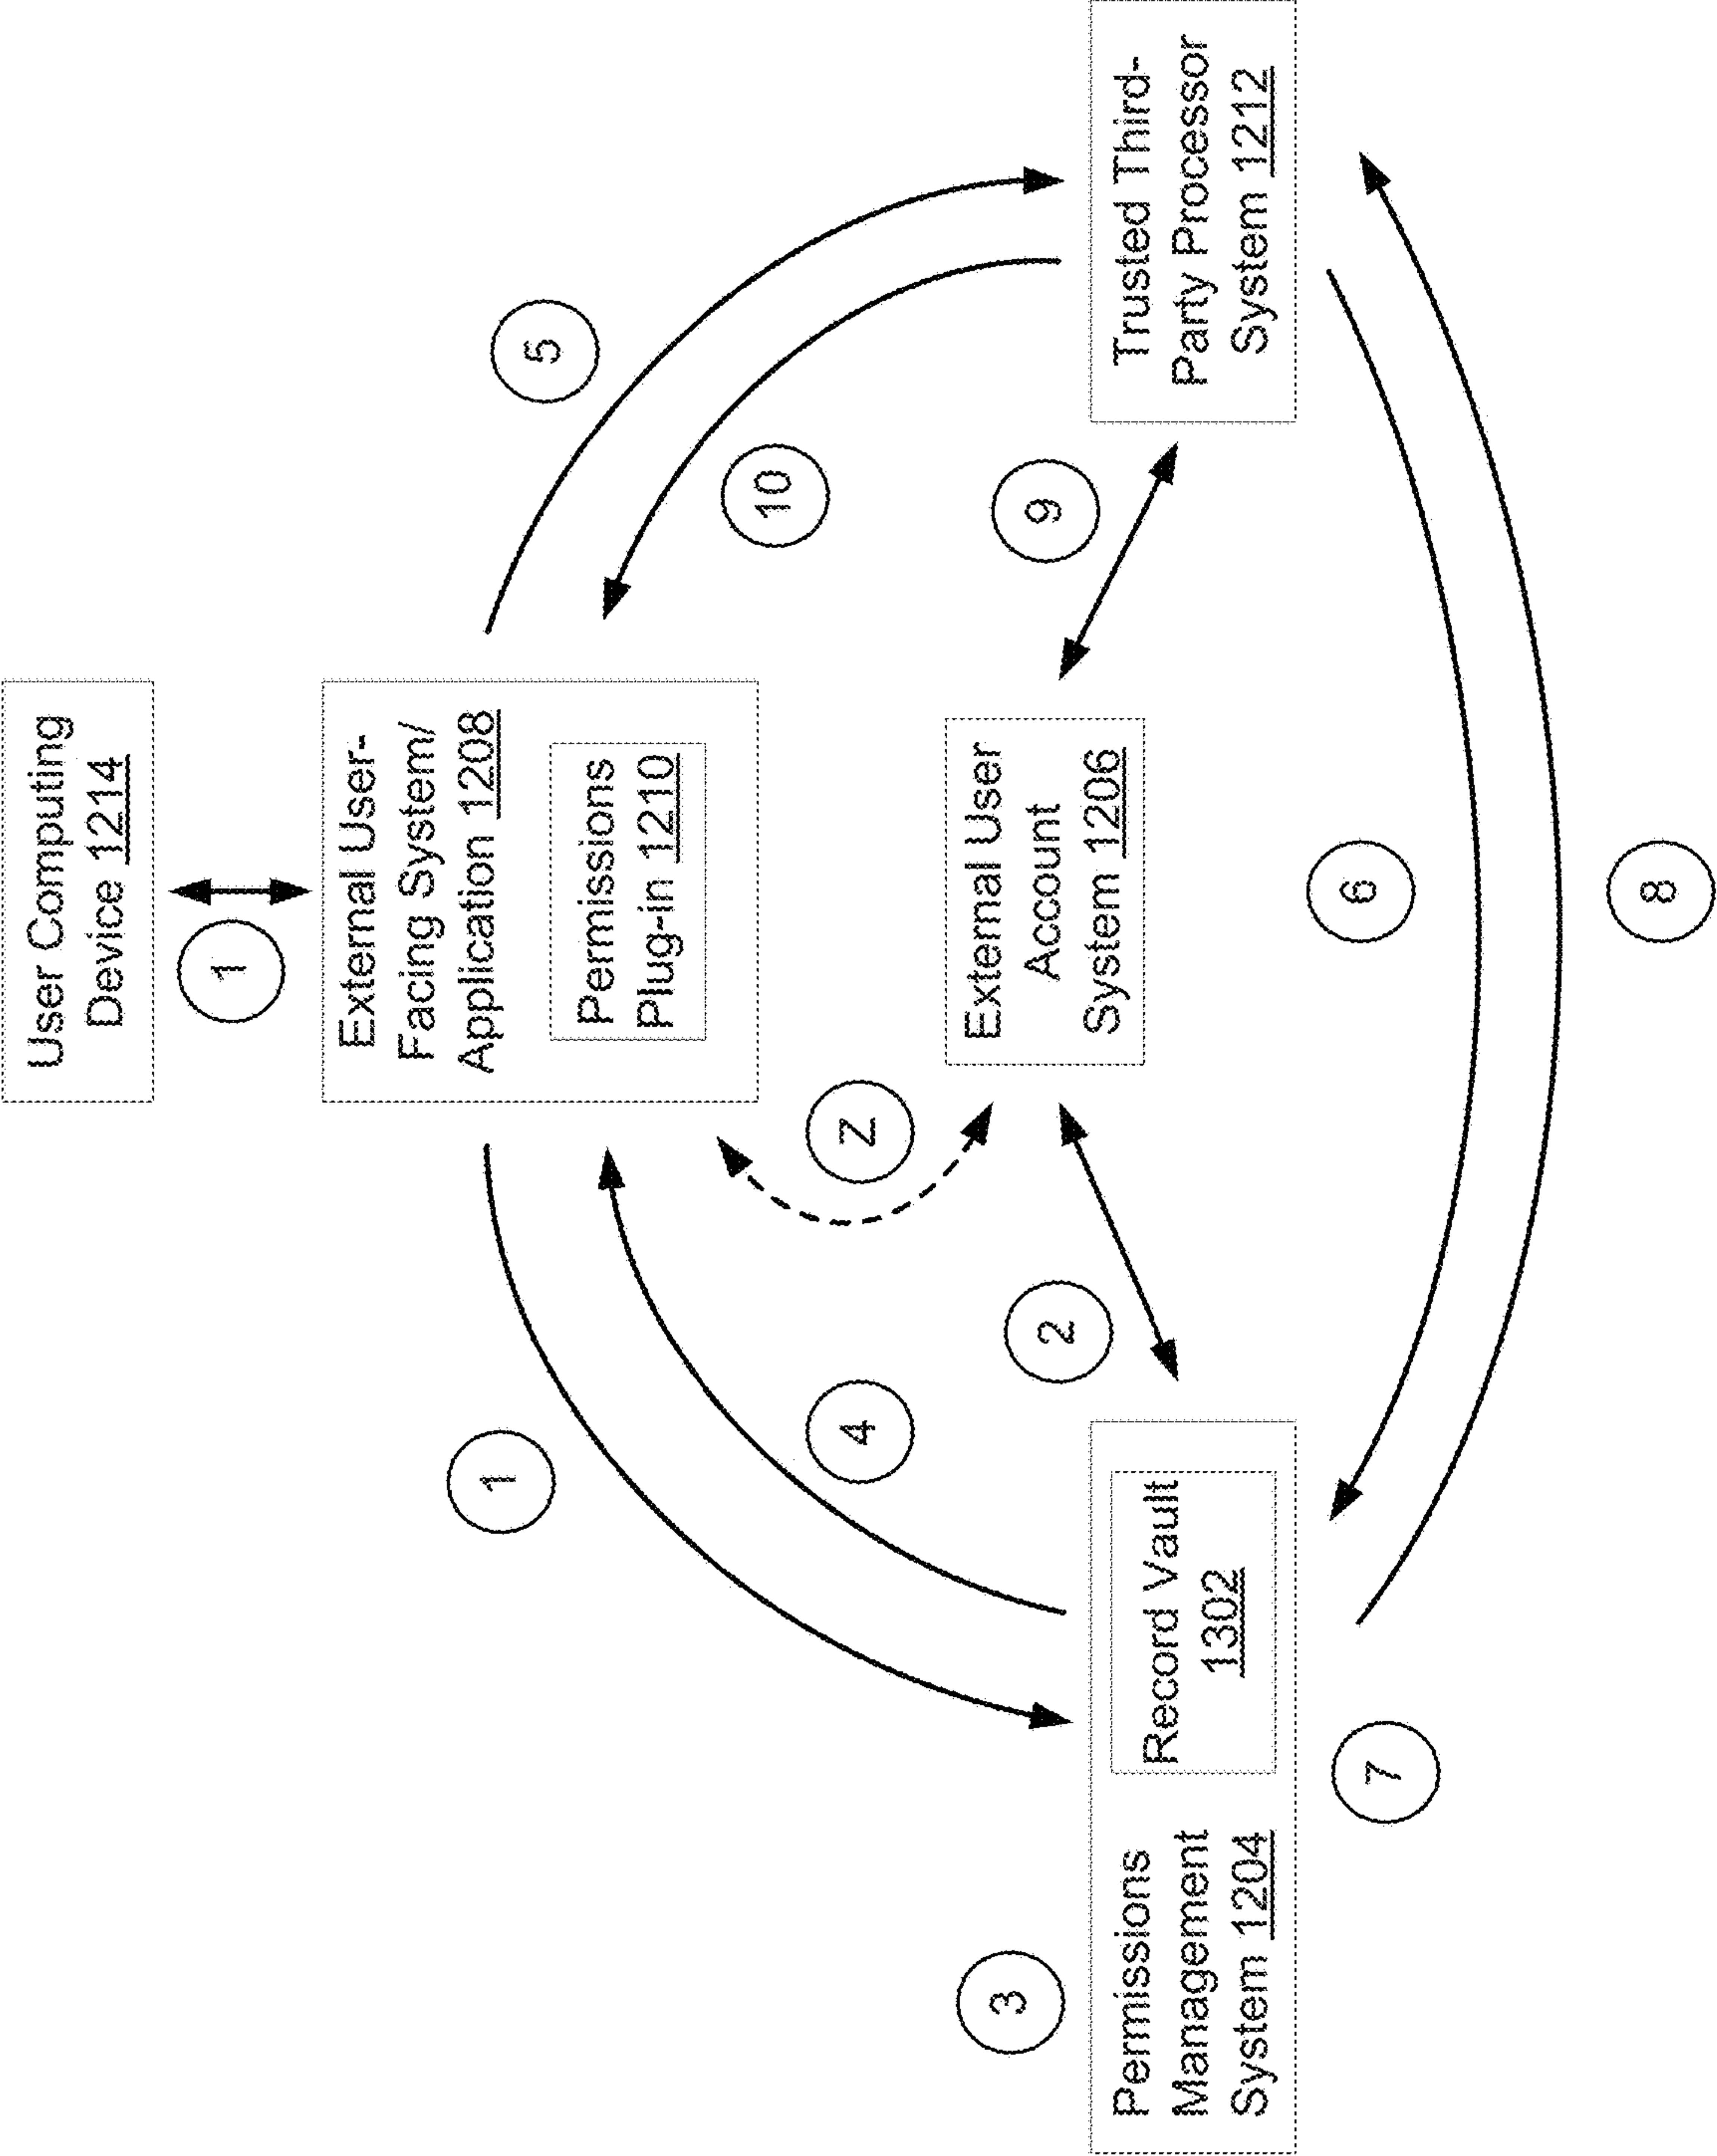 User Computing
Device 1214
1
External User-
Facing System/
Application 1208
Permissions
Plug-in 1210
1
4
Z
5
10
External User
Account
System 1206
2
9
3
Permissions
Management
System 1204
Record Vault
1302
Trusted Third-
Party Processor
System 1212
7
6
8